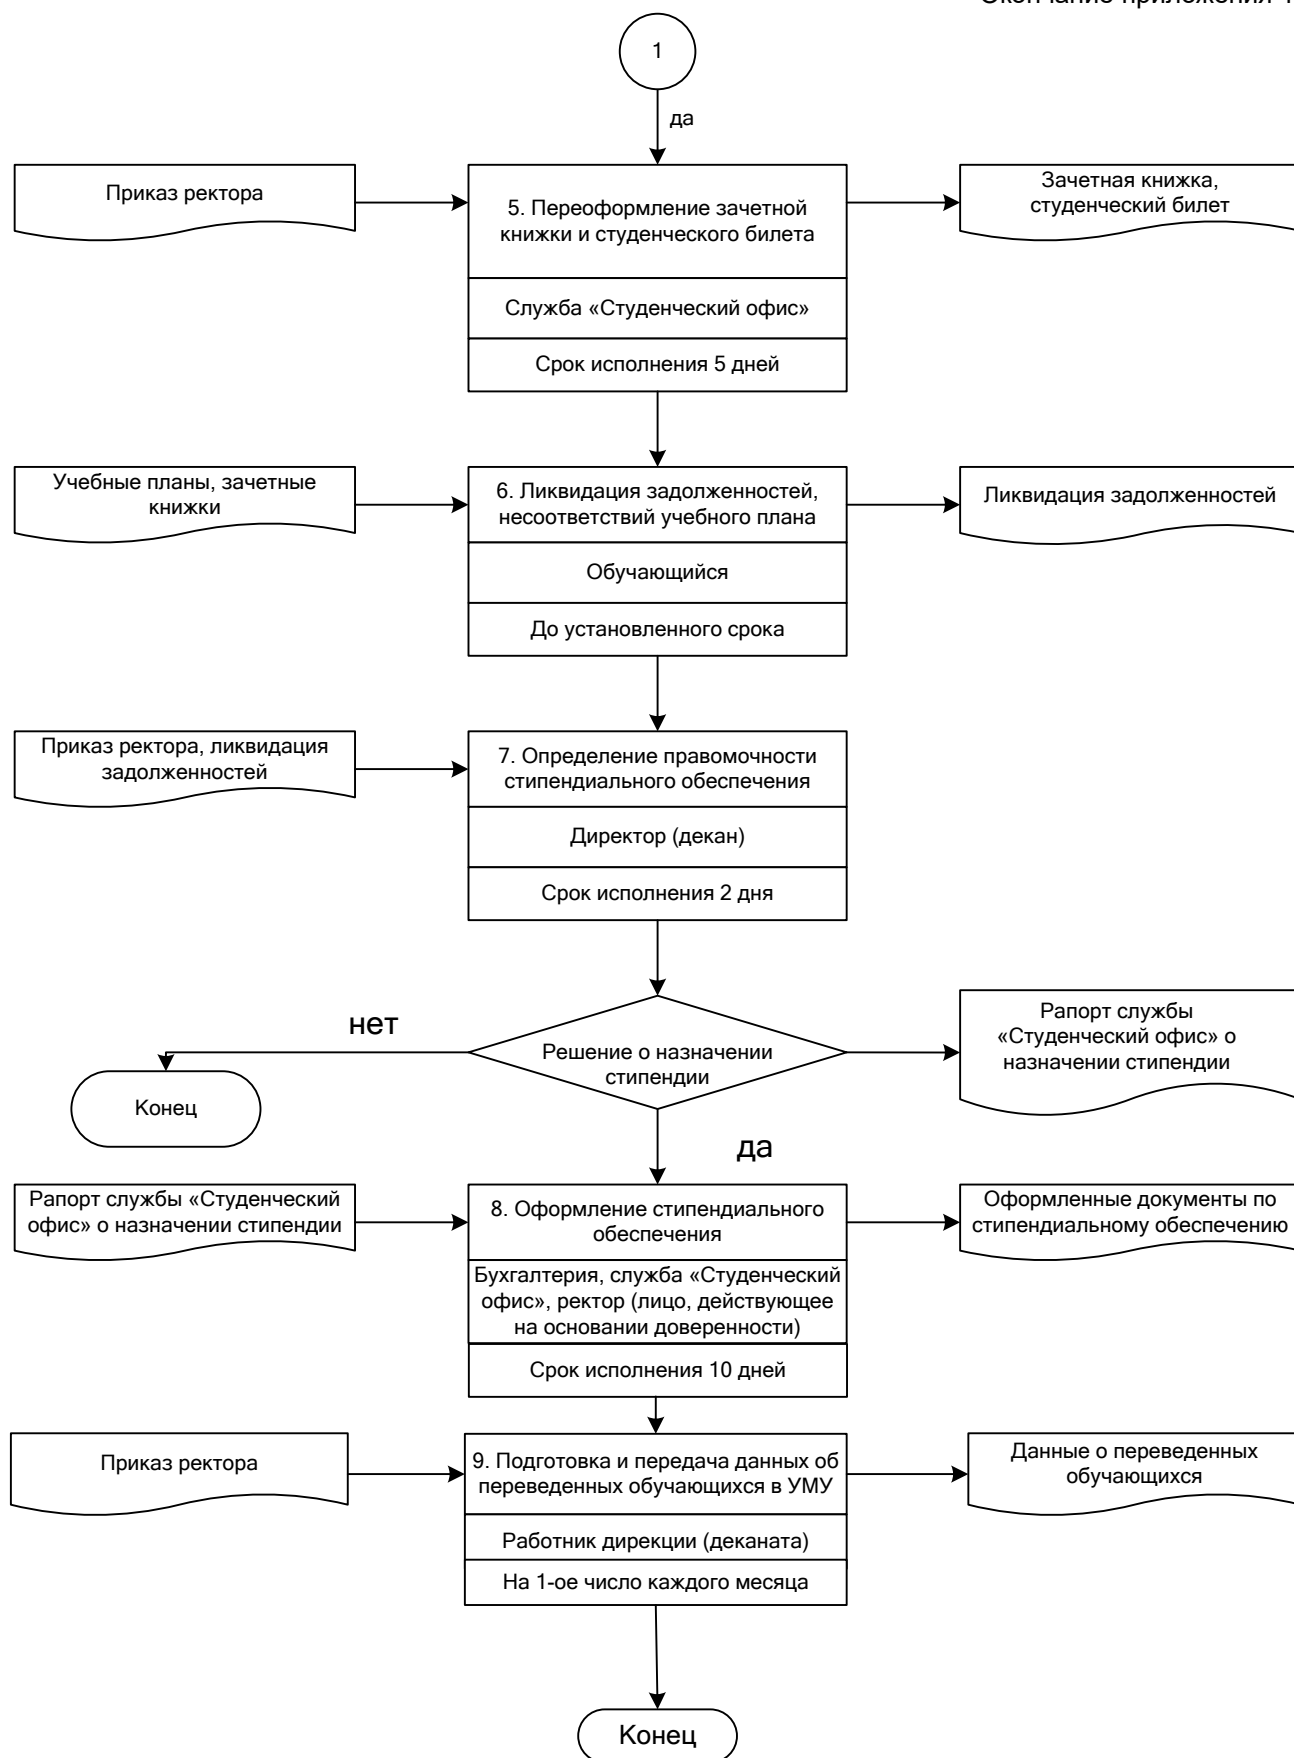 Окончание приложения
1
да
Приказ ректора
5. Переоформление зачетной
книжки и студенческого билета
Зачетная книжка,
студенческий билет
Служба «Студенческий офис»
Срок исполнения 5 дней
Учебные планы, зачетные
книжки
6. Ликвидация задолженностей,
несоответствий учебного плана
Ликвидация задолженностей
Обучающийся
До установленного срока
Приказ ректора, ликвидация
задолженностей
7. Определение правомочности
стипендиального обеспечения
Директор (декан)
Срок исполнения 2 дня
нет
Решение о назначении
стипендии
Рапорт службы
«Студенческий офис» о
назначении стипендии
Конец
да
Рапорт службы «Студенческий
офис» о назначении стипендии
8. Оформление стипендиального
обеспечения
Оформленные документы по
стипендиальному обеспечению
Бухгалтерия, служба «Студенческий
офис», ректор (лицо, действующее
на основании доверенности)
Срок исполнения 10 дней
Приказ ректора
9. Подготовка и передача данных об
переведенных обучающихся в УМУ
Данные о переведенных
обучающихся
Работник дирекции (деканата)
На 1-ое число каждого месяца
Конец